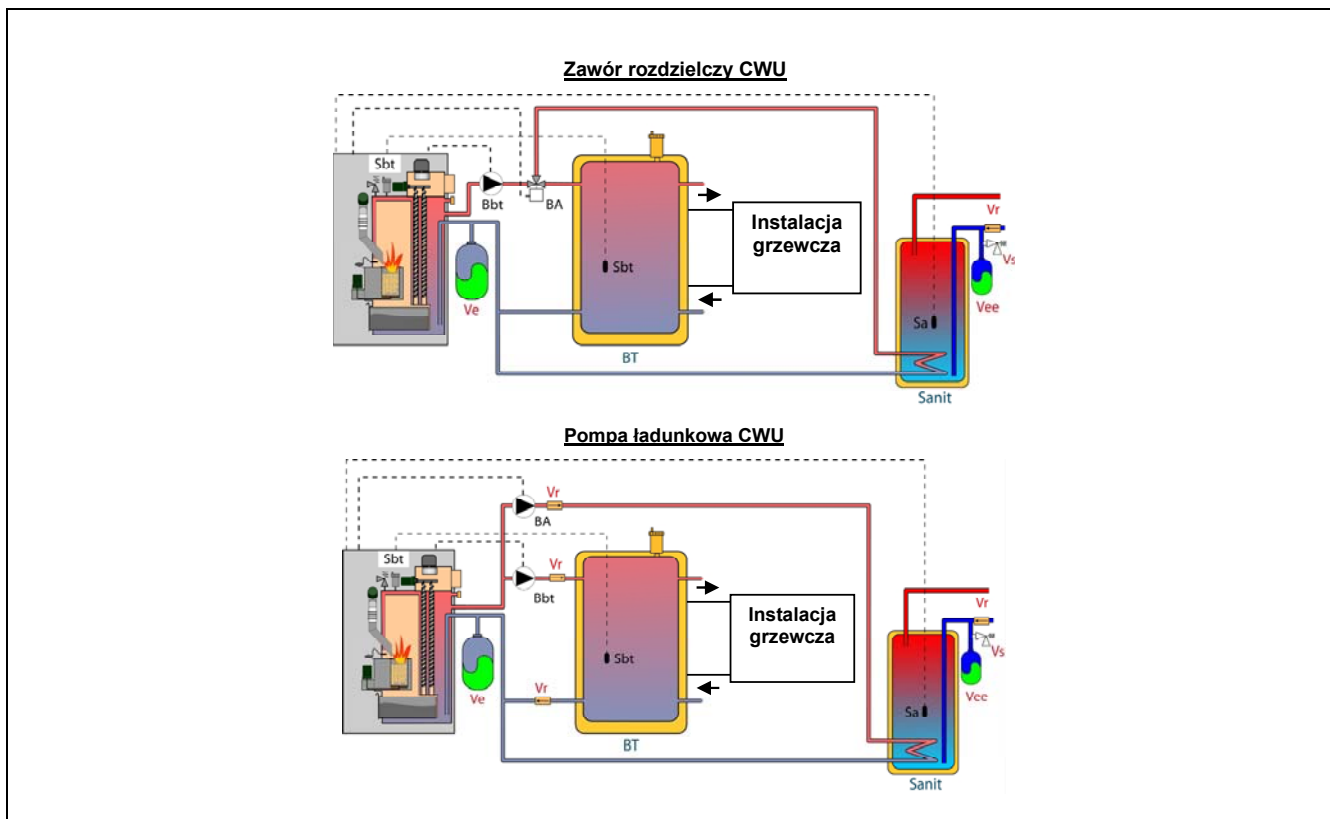 Zawór rozdzielczy CWU
Sbt
Bbt
BA
Instalacja
grzewcza
Vr
Vs
Vee
Sbt
Sa
Ve
BT
Sanit
Pompa ładunkowa CWU
Vr
BA
Sbt
Vr
Bbt
Instalacja
grzewcza
Vr
Vs
Vee
Sbt
Sa
Ve
Vr
BT
Sanit